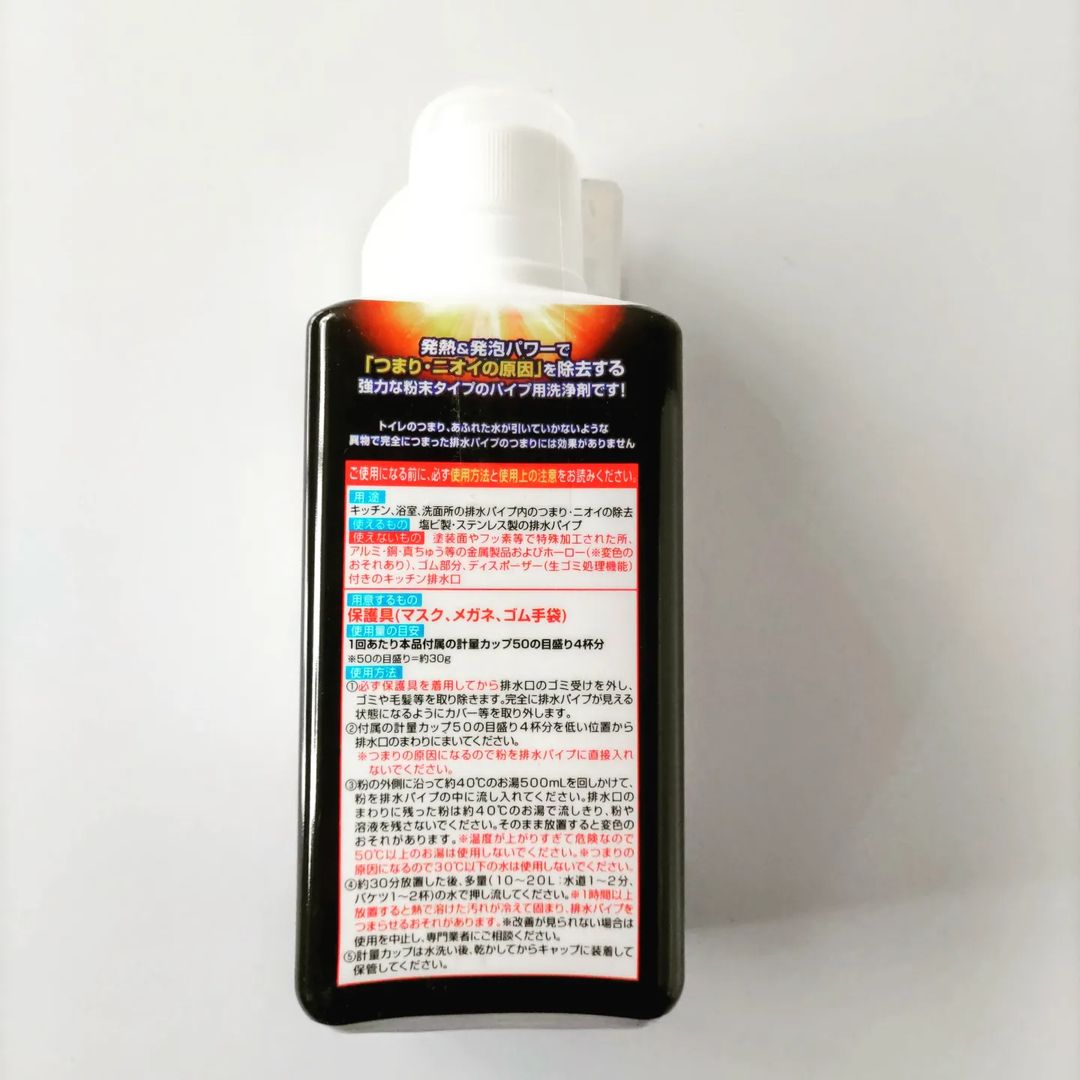 発熱&発泡パワーで
「つまり・ニオイの原因」を除去する
強力な粉末タイプのパイプ用洗浄剤です!
トイレのつまり、あふれた水が引いていかないような
異物で完全につまった排水パイプのつまりには効果がありません
ご使用になる前に、必ず使用方法と使用上の注意をお読みください。
用途
キッチン、浴室、洗面所の排水パイプ内のつまり・ニオイの除去
使えるもの 塩ビ製・ステンレス製の排水パイプ
使えないもの 塗装面やフッ素等で特殊加工された所、
アルミ・銅・真ちゅう等の金属製品およびホーロー(※変色の
おそれあり)、ゴム部分、ディスポーザー(生ゴミ処理機能)
付きのキッチン排水口
用意するもの
保護具(マスク、メガネ、ゴム手袋)
使用量の目安
1回あたり本品付属の計量カップ50の目盛り4杯分
※50の目盛り=約30g
使用方法
①必ず保護具を着用してから排水口のゴミ受けを外し、
ゴミや毛髪等を取り除きます。完全に排水パイプが見える
状態になるようにカバー等を取り外します。
②付属の計量カップ50の目盛り4杯分を低い位置から
排水口のまわりにまいてください。
※つまりの原因になるので粉を排水パイプに直接入れ
ないでください。
③粉の外側に沿って約40℃のお湯500mLを回しかけて、
粉を排水パイプの中に流し入れてください。排水口の
まわりに残った粉は約40℃のお湯で流しきり、粉や
溶液を残さないでください。そのまま放置すると変色の
おそれがあります。※温度が上がりすぎて危険なので
50℃以上のお湯は使用しないでください。※つまりの
原因になるので30℃以下の水は使用しないでください。
④約30分放置した後、多量(10〜20L:水道1〜2分、
バケツ1〜2杯)の水で押し流してください。※1時間以上
放置すると熱で溶けた汚れが冷えて固まり、排水パイプを
つまらせるおそれがあります。※改善が見られない場合は
使用を中止し、専門業者にご相談ください。
⑤計量カップは水洗い後、乾かしてからキャップに装着して
保管してください。